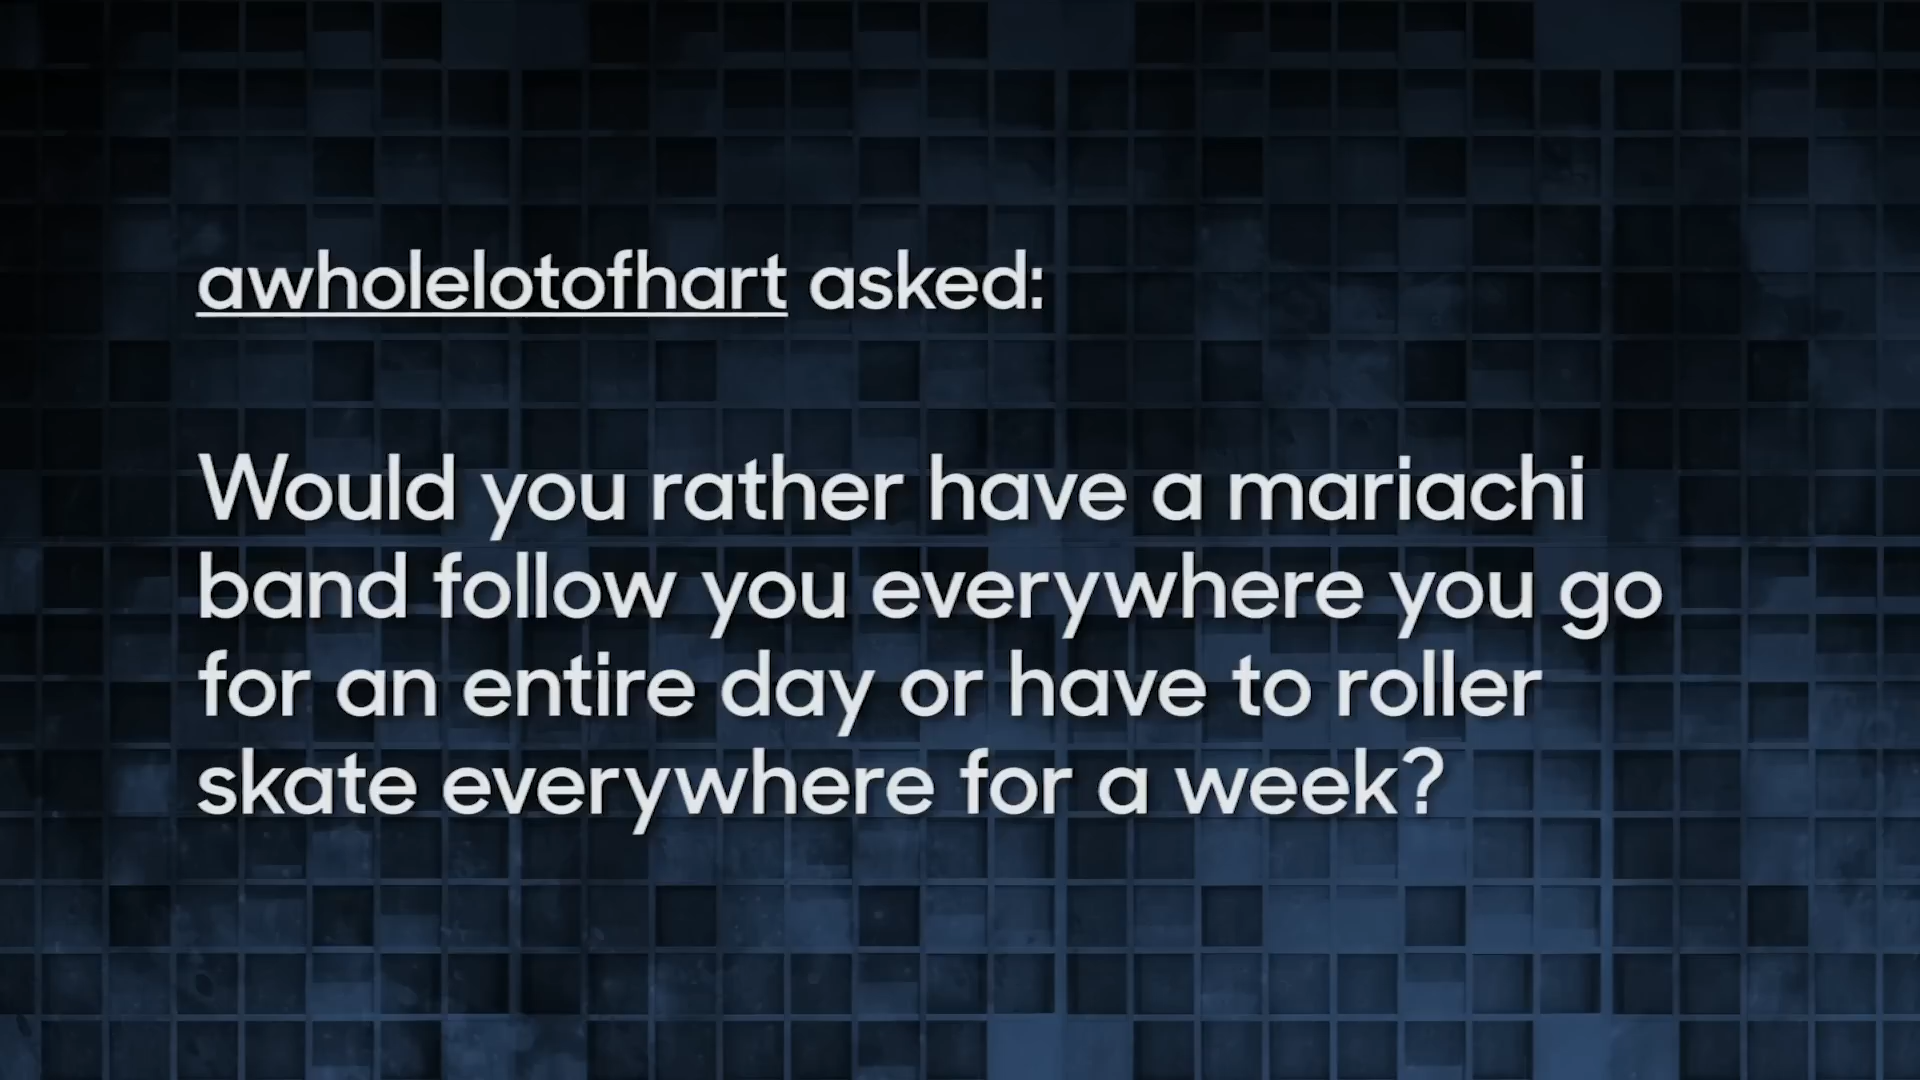 awholelotofhart asked:
Would you rather have a mariachi
band follow you everywhere you go
for an entire day or have to roller
skate everywhere for a week?